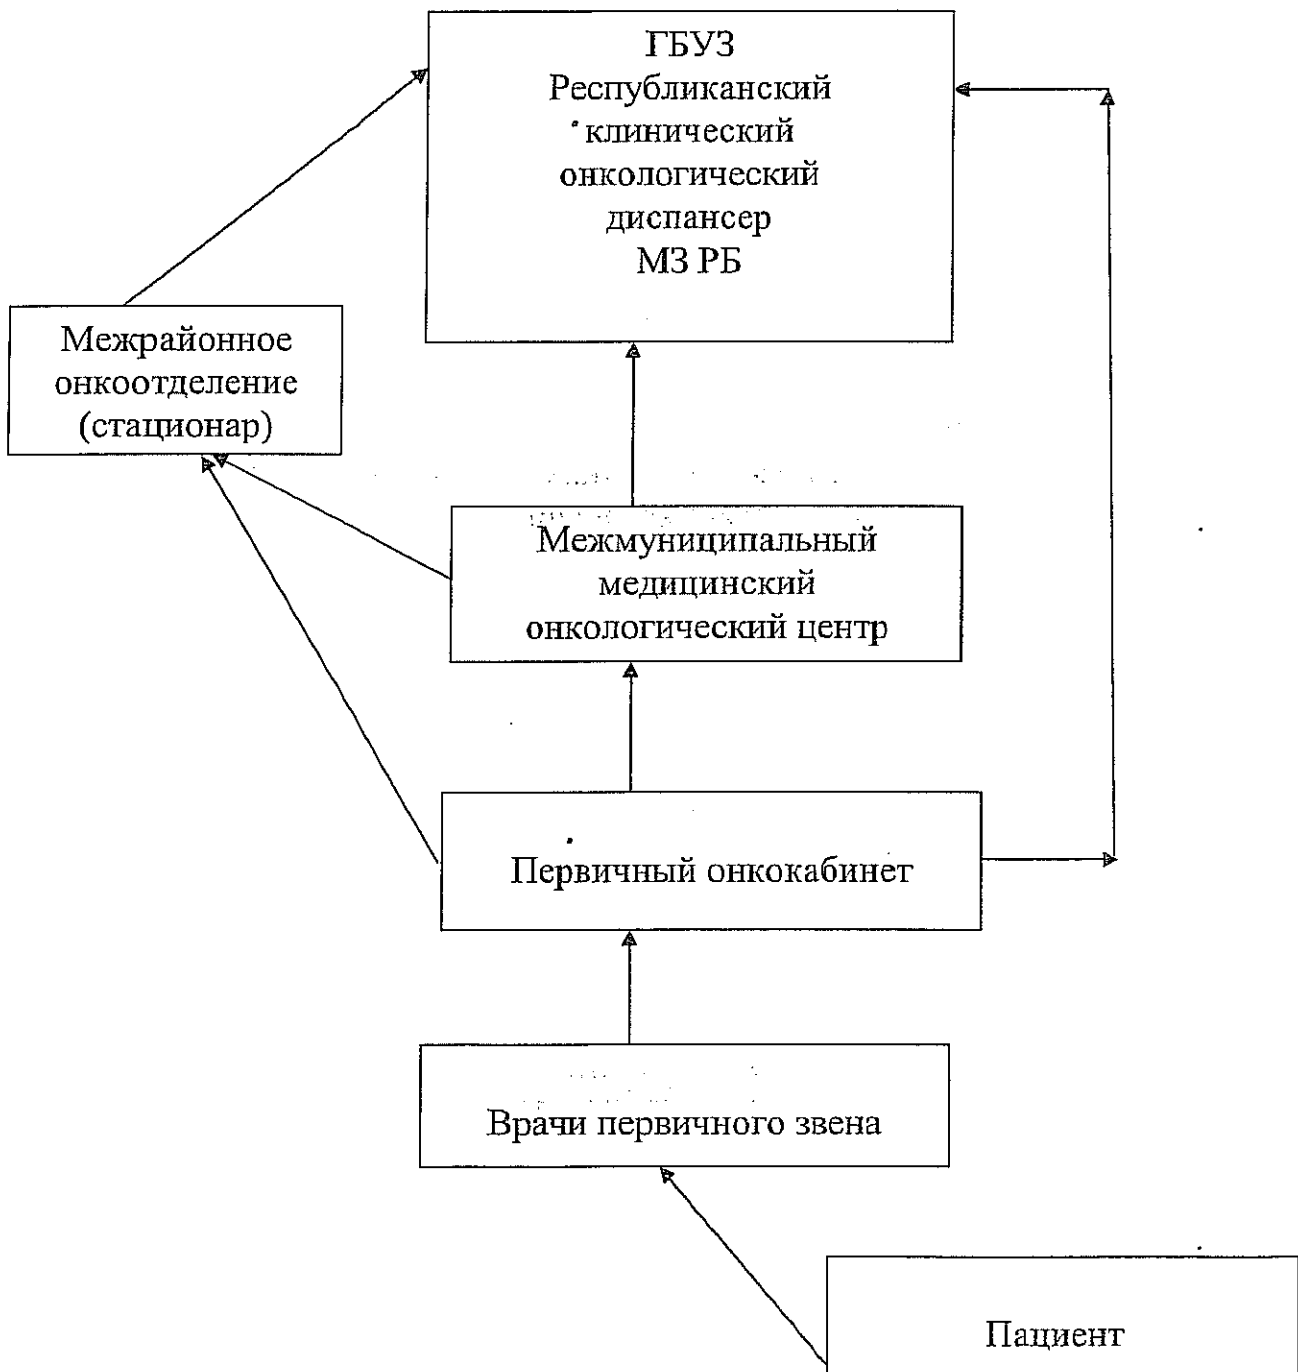 ГБУЗ
Республиканский
клинический
онкологический
диспансер
МЗ РБ
Межрайонное
онкоотделение
(стационар)
Межмуниципальный
медицинский
онкологический центр
Первичный онкокабинет
Врачи первичного звена
Пациент